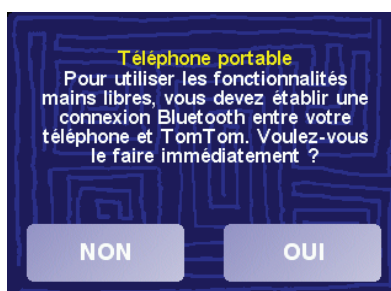 Téléphone portable
Pour utiliser les fonctionnalités
mains libres, vous devez établir une
connexion Bluetooth entre votre
téléphone et TomTom. Voulez-vous
le faire immédiatement ?
NON
OUI